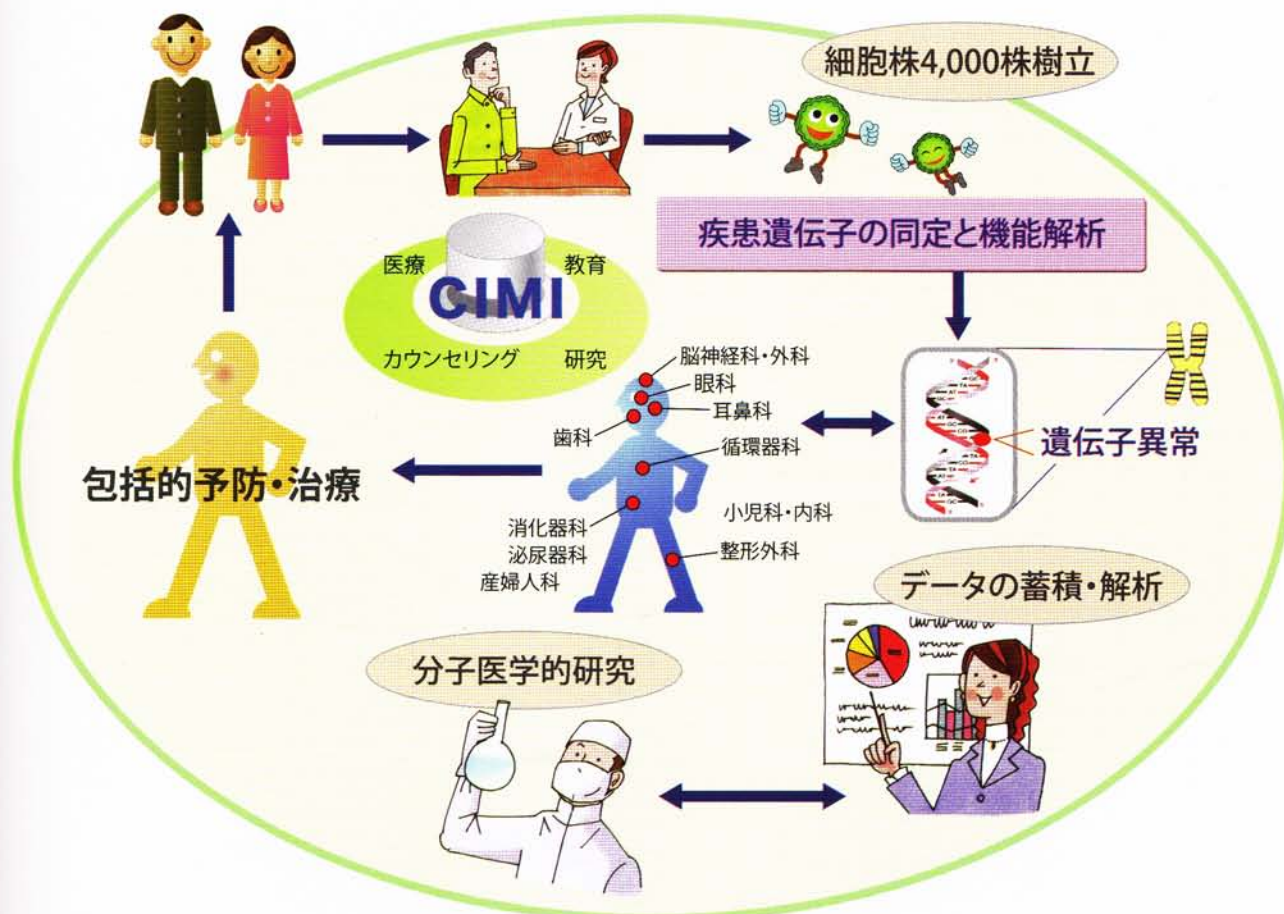 細胞株4,000株樹立
疾患遺伝子の同定と機能解析
医療
教育
CIMI
カウンセリング
研究
脳神経科・外科
眼科
耳鼻科
歯科
循環器科
遺伝子異常
包括的予防・治療
消化器科
小児科・内科
泌尿器科
整形外科
産婦人科
データの蓄積・解析
分子医学的研究